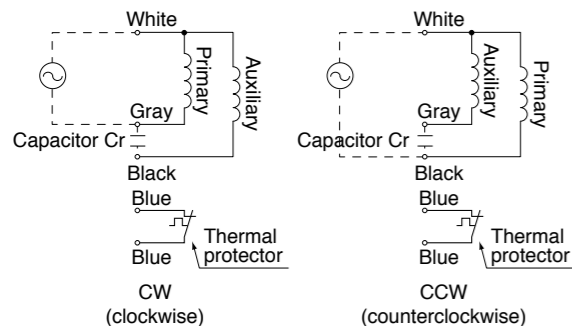 White
Primary
Auxiliary
Gray
Capacitor Cr
Black
Blue
Blue
Thermal
protector
CW
(clockwise)
White
Auxiliary
Primary
Gray
Capacitor Cr
Black
Blue
Blue
Thermal
protector
CCW
(counterclockwise)